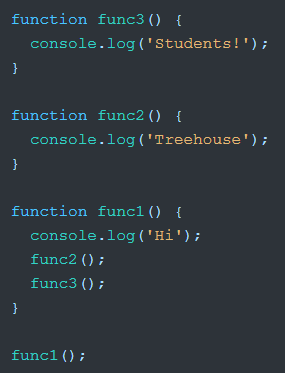 function func3() {
  console.log('Students!');
}

function func2() {
  console.log('Treehouse');
}

function func1() {
  console.log('Hi');
  func2();
  func3();
}

func1();